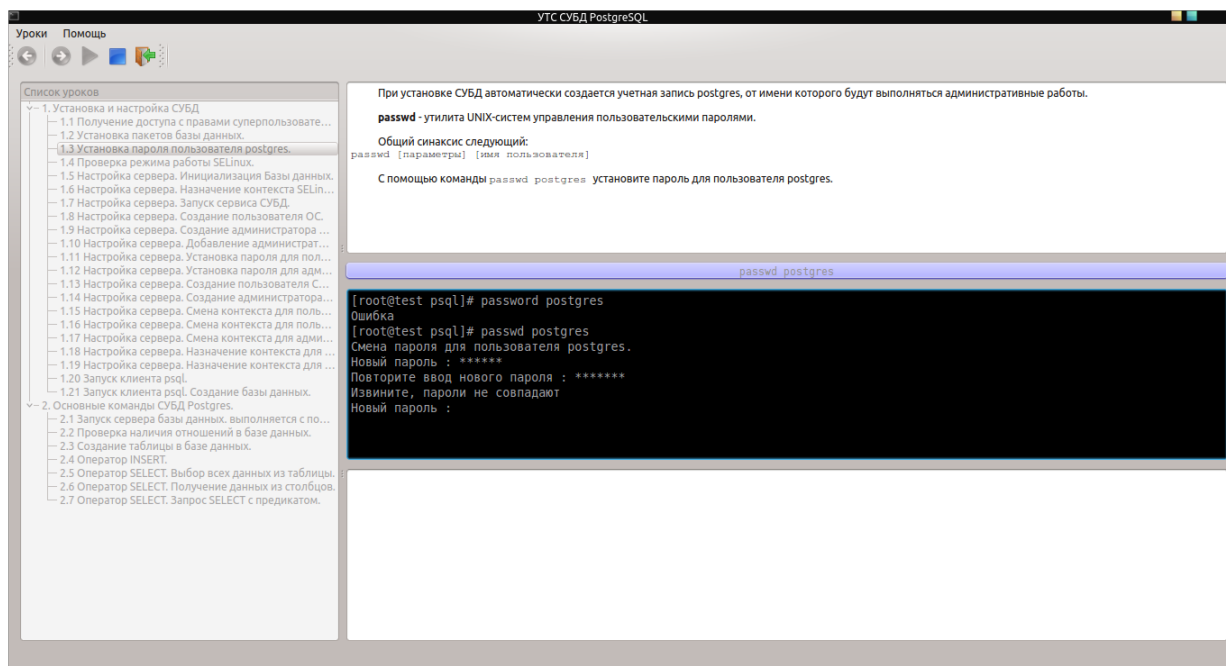 УТС СУБД PostgreSQL
Уроки Помощь
Список уроков
1. Установка и настройка СУБД
1.1 Получение доступа с правами суперпользовате...
1.2 Установка пакетов базы данных.
1.3 Установка пароля пользователя postgres.
1.4 Проверка режима работы SELinux.
1.5 Настройка сервера. Инициализация Базы данных.
1.6 Настройка сервера. Назначение контекста SELin...
1.7 Настройка сервера. Запуск сервиса СУБД.
1.8 Настройка сервера. Создание пользователя ОС.
1.9 Настройка сервера. Создание администратора ...
1.10 Настройка сервера. Добавление администрат...
1.11 Настройка сервера. Установка пароля для пол...
1.12 Настройка сервера. Установка пароля для адм...
1.13 Настройка сервера. Создание пользователя С...
1.14 Настройка сервера. Создание администратора...
1.15 Настройка сервера. Смена контекста для поль...
1.16 Настройка сервера. Смена контекста для поль...
1.17 Настройка сервера. Смена контекста для адми...
1.18 Настройка сервера. Назначение контекста для ...
1.19 Настройка сервера. Назначение контекста для ...
1.20 Запуск клиента psql.
1.21 Запуск клиента psql. Создание базы данных.
2. Основные команды СУБД Postgres.
2.1 Запуск сервера базы данных. выполняется с по...
2.2 Проверка наличия отношений в базе данных.
2.3 Создание таблицы в базе данных.
2.4 Оператор INSERT.
2.5 Оператор SELECT. Выбор всех данных из таблицы.
2.6 Оператор SELECT. Получение данных из столбцов.
2.7 Оператор SELECT. Запрос SELECT с предикатом.
При установке СУБД автоматически создается учетная запись postgres, от имени которого будут выполняться административные работы.
passwd - утилита UNIX-систем управления пользовательскими паролями.
Общий синаксис следующий:
passwd [параметры] [имя пользователя]
С помощью команды passwd postgres установите пароль для пользователя postgres.
passwd postgres
[root@test psql]# password postgres
Ошибка
[root@test psql]# passwd postgres
Смена пароля для пользователя postgres.
Новый пароль : ******
Повторите ввод нового пароля : *******
Извините, пароли не совпадают
Новый пароль :